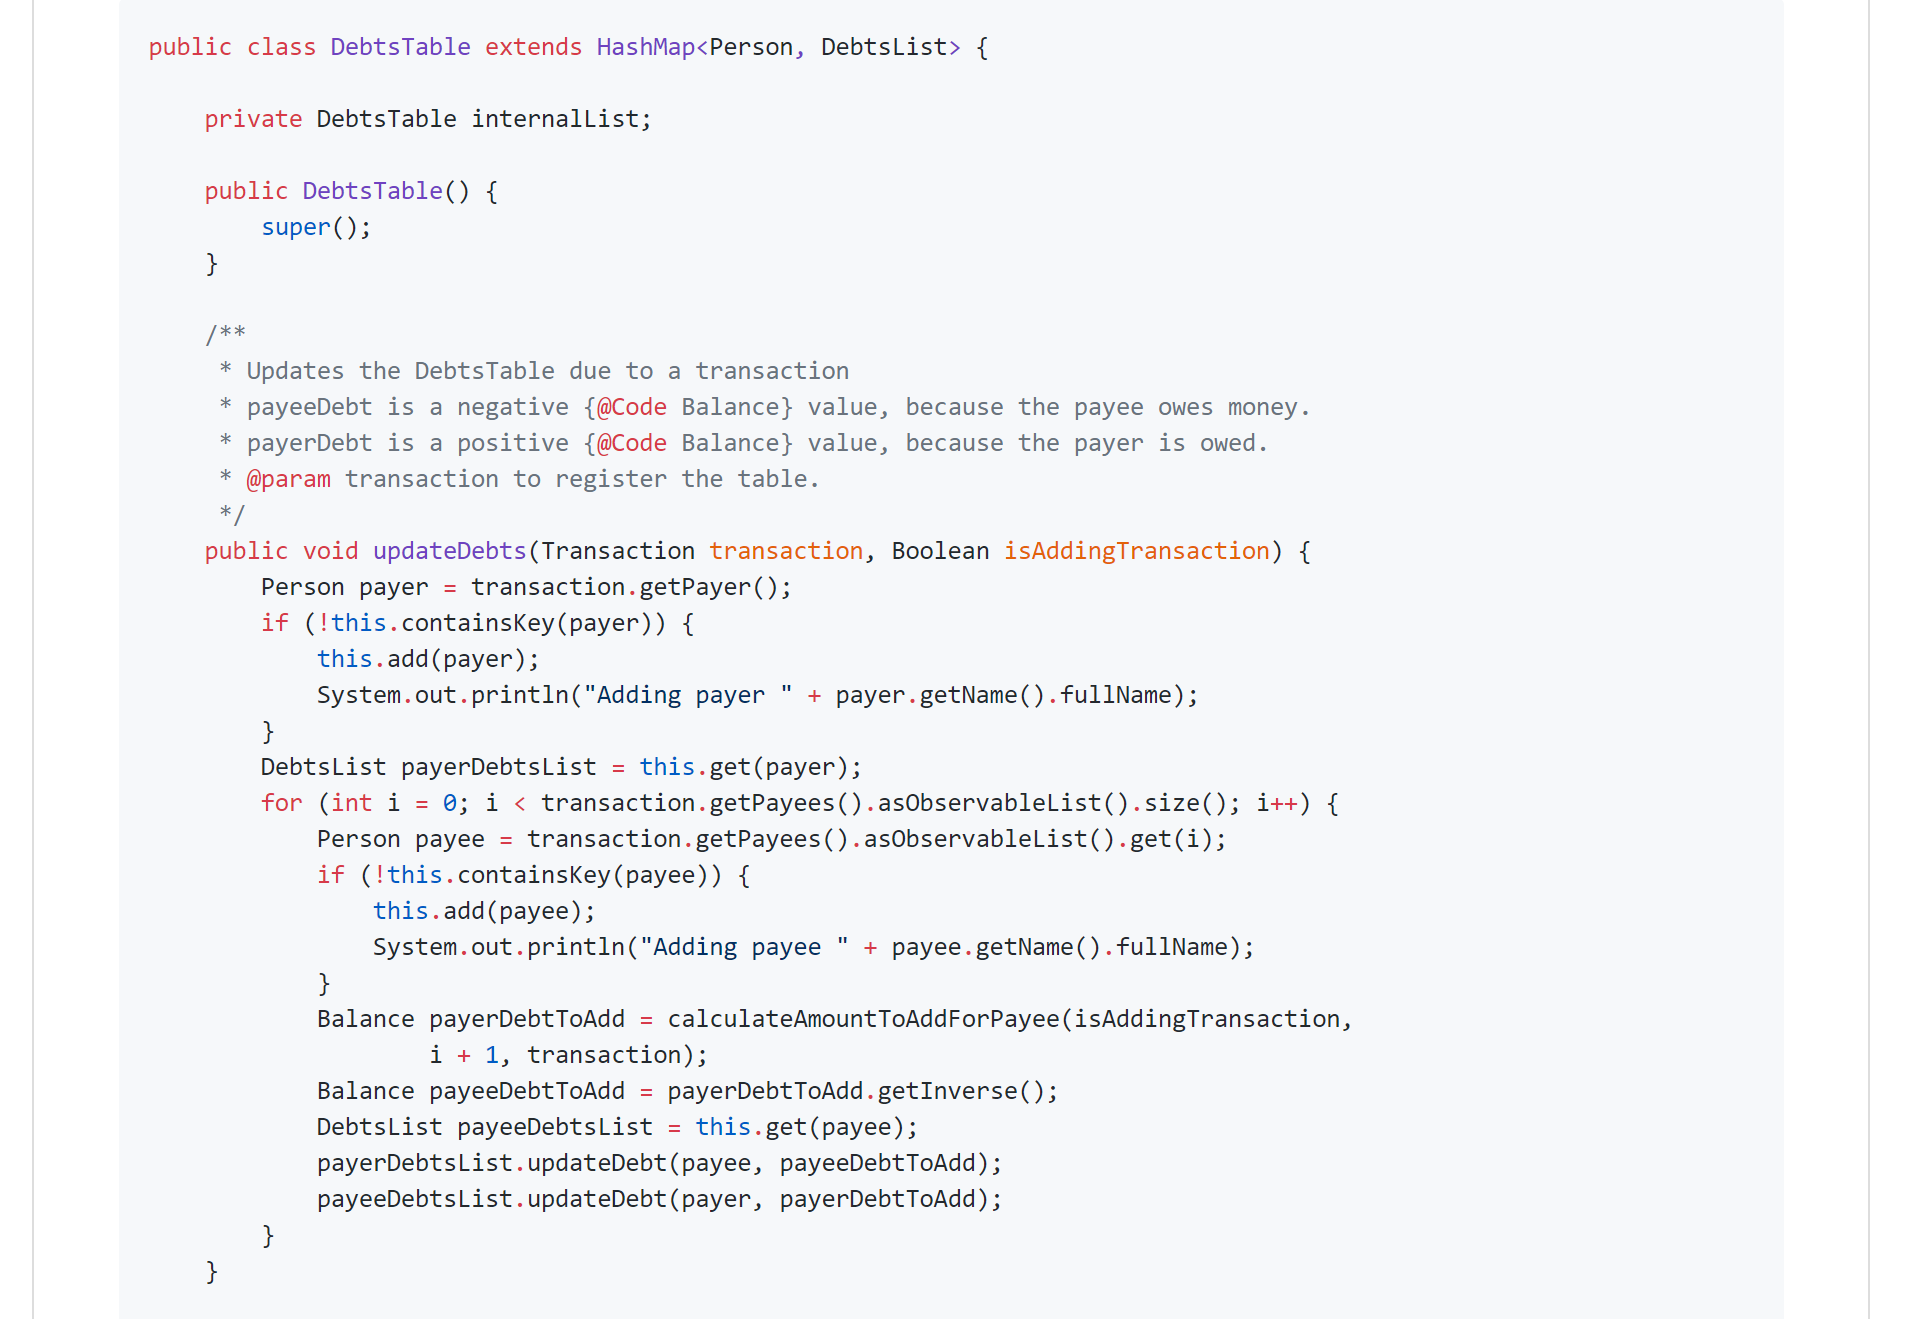 public class DebtsTable extends HashMap<Person, DebtsList> {
private DebtsTable internalList;
public DebtsTable() {
super();
}
/**
* Updates the DebtsTable due to a transaction
* payeeDebt is a negative {@Code Balance} value, because the payee owes money.
* payerDebt is a positive {@Code Balance} value, because the payer is owed.
* @param transaction to register the table.
*/
public void updateDebts(Transaction transaction, Boolean isAddingTransaction) {
Person payer = transaction.getPayer();
if (!this.containsKey(payer)) {
this.add(payer);
System.out.println("Adding payer " + payer.getName().fullName);
}
DebtsList payerDebtsList = this.get(payer);
for (int i = 0; i < transaction.getPayees().asObservableList().size(); i++) {
Person payee = transaction.getPayees().asObservableList().get(i);
if (!this.containsKey(payee)) {
this.add(payee);
System.out.println("Adding payee " + payee.getName().fullName);
}
Balance payerDebtToAdd = calculateAmountToAddForPayee(isAddingTransaction,
i + 1, transaction);
Balance payeeDebtToAdd = payerDebtToAdd.getInverse();
DebtsList payeeDebtsList = this.get(payee);
payerDebtsList.updateDebt(payee, payeeDebtToAdd);
payeeDebtsList.updateDebt(payer, payerDebtToAdd);
}
}